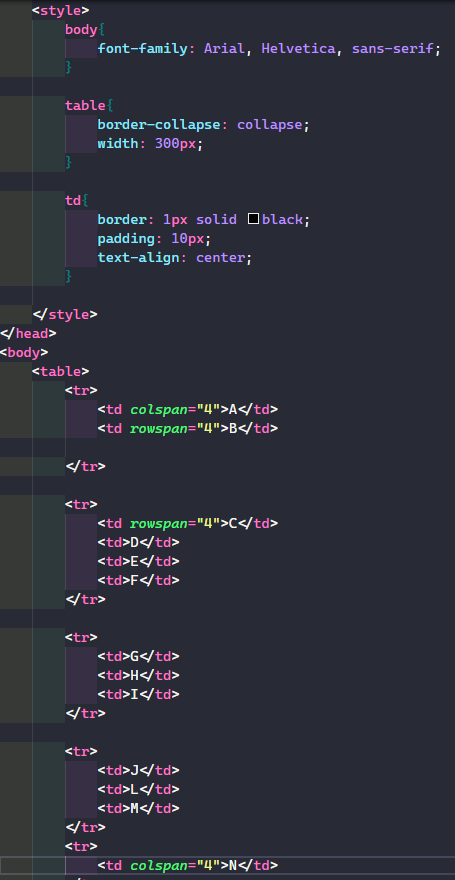 <style>
body{
font-family: Arial, Helvetica, sans-serif;
}
table{
border-collapse: collapse;
width: 300px;
}
td{
border: 1px solid black;
padding: 10px;
text-align: center;
}
</style>
</head>
<body>
<table>
<tr>
<td colspan="4">A</td>
<td rowspan="4">B</td>
</tr>
<tr>
<td rowspan="4">C</td>
<td>D</td>
<td>E</td>
<td>F</td>
</tr>
<tr>
<td>G</td>
<td>H</td>
<td>I</td>
</tr>
<tr>
<td>J</td>
<td>L</td>
<td>M</td>
</tr>
<tr>
<td colspan="4">N</td>